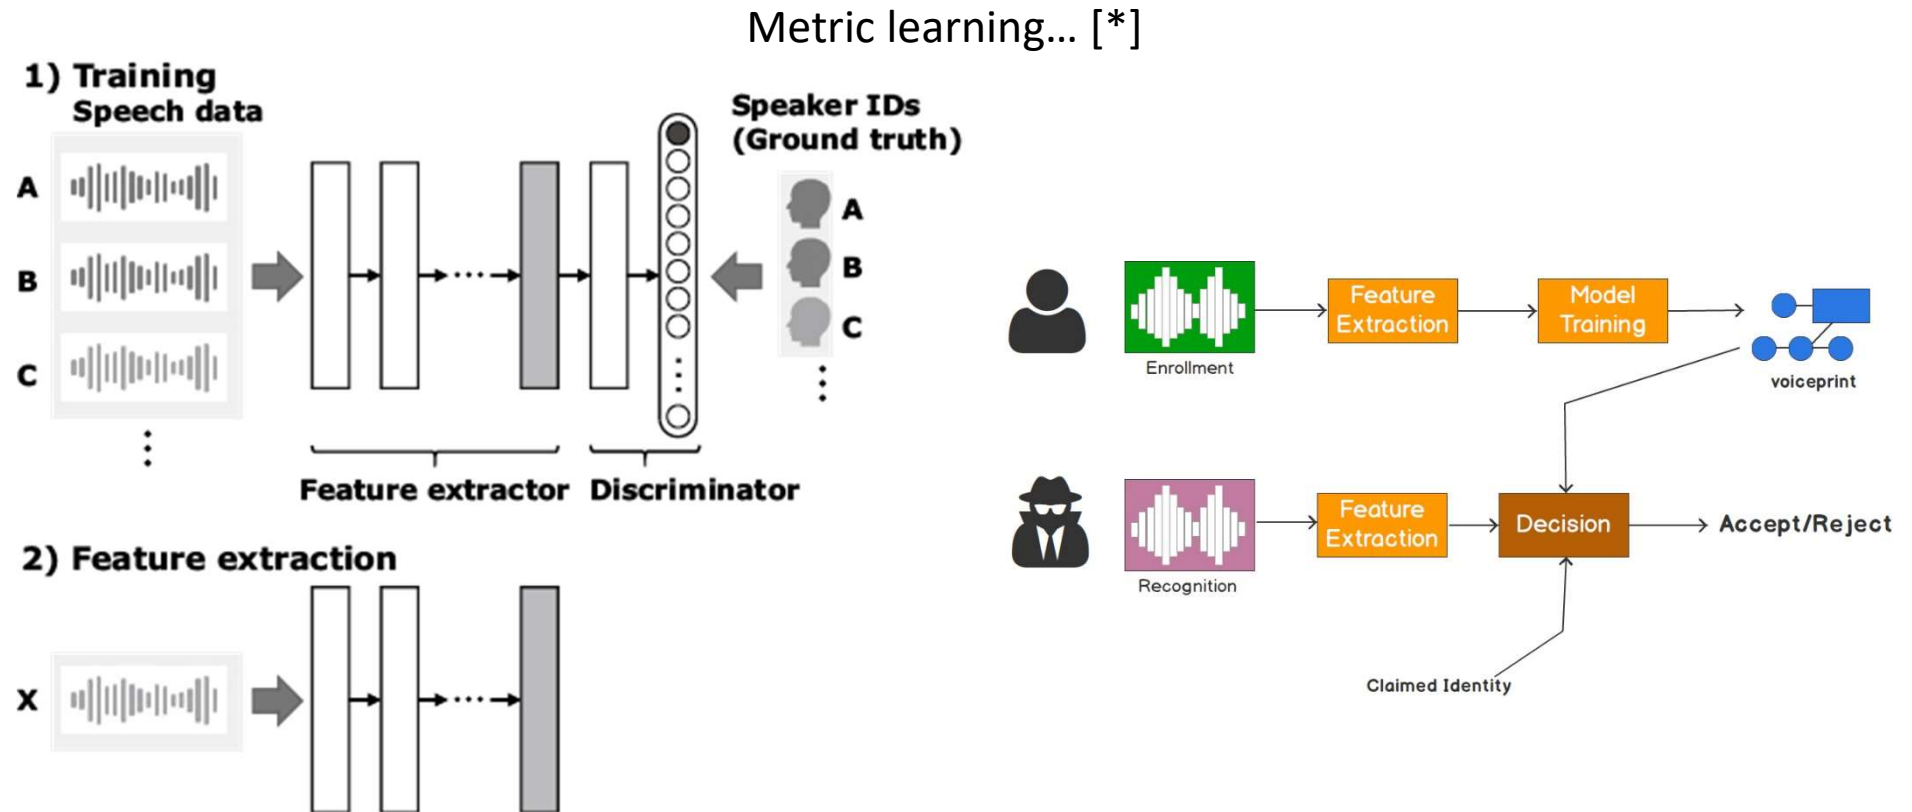 Metric learning... [*]
1) Training
Speech data
A
B
C
Speaker IDs
(Ground truth)
A
B
C
Feature extractor
Discriminator
2) Feature extraction
X
Enrollment
Feature
Extraction
Model
Training
voiceprint
Recognition
Feature
Extraction
Decision
Accept/Reject
Claimed Identity